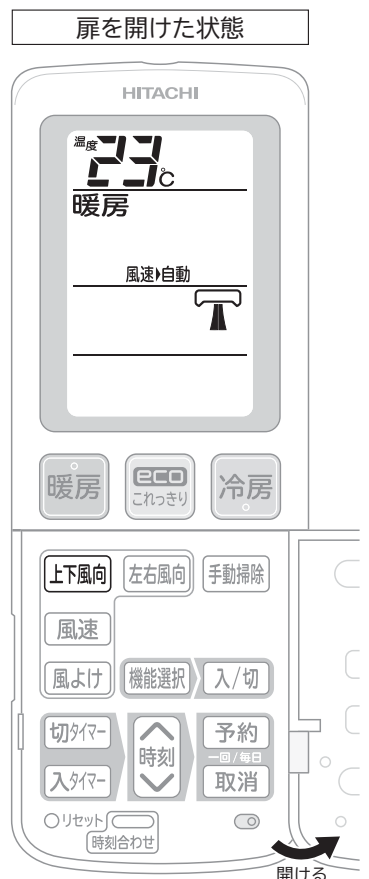 扉を開けた状態
HITACHI
温度23℃
暖房
風速▶自動
暖房
eco これっきり
冷房
上下風向 左右風向 手動掃除
風速
風よけ 機能選択 入/切
切タイマー
入タイマー
時刻
予約
一回/毎日
取消
リセット
時刻合わせ
開ける